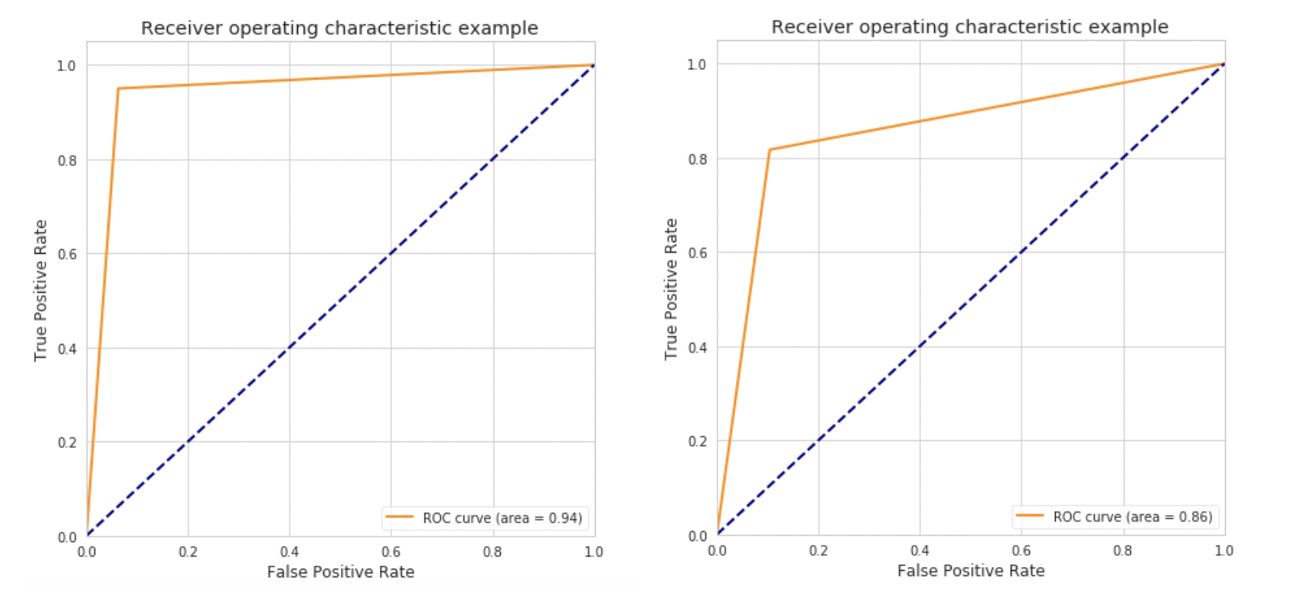 Receiver operating characteristic example
True Positive Rate
1.0
0.8
0.6
0.4
0.2
0.0
ROC curve (area = 0.94)
0.0 0.2 0.4 0.6 0.8 1.0
False Positive Rate
Receiver operating characteristic example
True Positive Rate
1.0
0.8
0.6
0.4
0.2
0.0
ROC curve (area = 0.86)
0.0 0.2 0.4 0.6 0.8 1.0
False Positive Rate